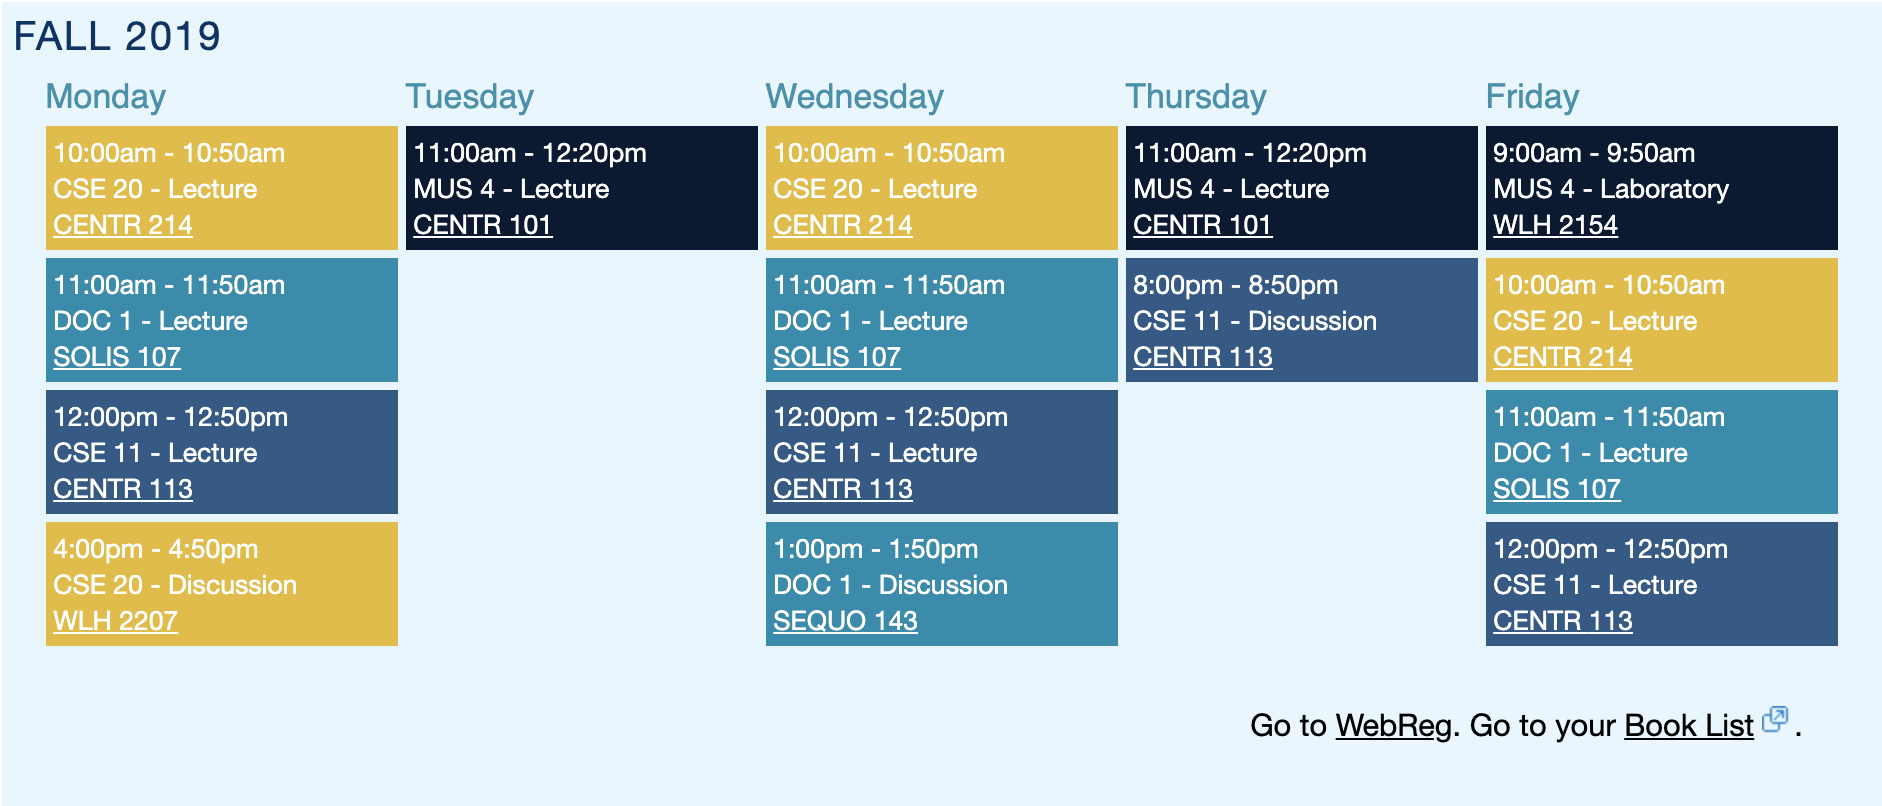 FALL 2019
Monday
10:00am - 10:50am
CSE 20 - Lecture
CENTR 214
11:00am - 11:50am
DOC 1 - Lecture
SOLIS 107
12:00pm - 12:50pm
CSE 11 - Lecture
CENTR 113
4:00pm - 4:50pm
CSE 20 - Discussion
WLH 2207
Tuesday
11:00am - 12:20pm
MUS 4 - Lecture
CENTR 101
Wednesday
10:00am - 10:50am
CSE 20 - Lecture
CENTR 214
11:00am - 11:50am
DOC 1 - Lecture
SOLIS 107
12:00pm - 12:50pm
CSE 11 - Lecture
CENTR 113
1:00pm - 1:50pm
DOC 1 - Discussion
SEQUO 143
Thursday
11:00am - 12:20pm
MUS 4 - Lecture
CENTR 101
8:00pm - 8:50pm
CSE 11 - Discussion
CENTR 113
Friday
9:00am - 9:50am
MUS 4 - Laboratory
WLH 2154
10:00am - 10:50am
CSE 20 - Lecture
CENTR 214
11:00am - 11:50am
DOC 1 - Lecture
SOLIS 107
12:00pm - 12:50pm
CSE 11 - Lecture
CENTR 113
Go to WebReg. Go to your Book List .